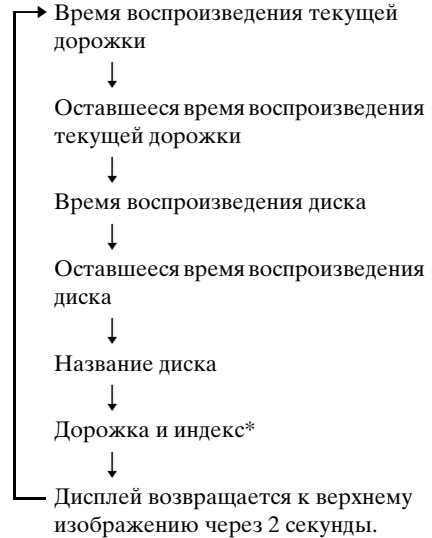 Время воспроизведения текущей
дорожки
Оставшееся время воспроизведения
текущей дорожки
Время воспроизведения диска
Оставшееся время воспроизведения
диска
Название диска
Дорожка и индекс*
Дисплей возвращается к верхнему
изображению через 2 секунды.